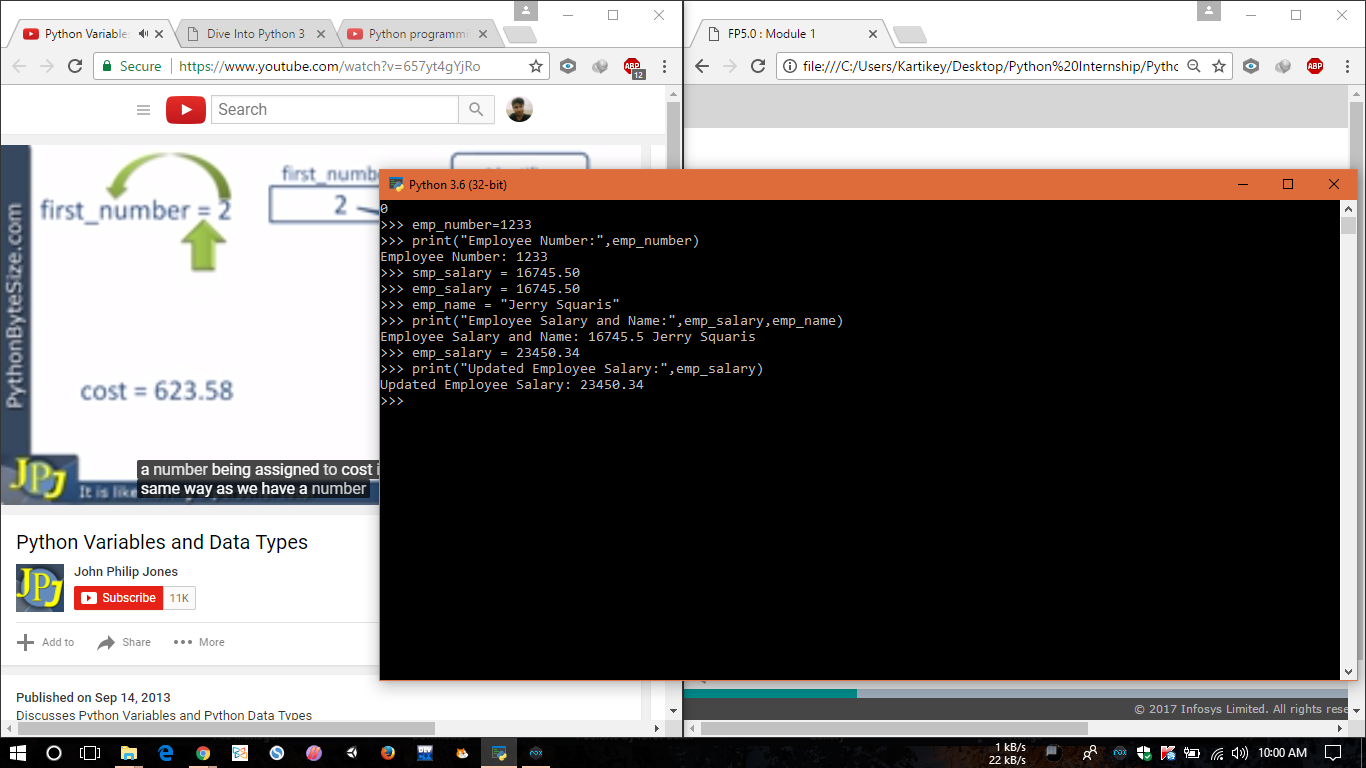 Python Variable
Dive Into Python 3
Python programmi
FP5.0 : Module 1
Secure
https://www.youtube.com/watch?v=657yt4gYjRo
ABP
12
file:///C:/Users/Kartikey/Desktop/Python%20Internship/Pytho
ABP
Search
PythonByteSize.com
first_number = 2
first_numbe
2
cost = 623.58
JPJ
It is like
a number being assigned to cost i
same way as we have a number
Python 3.6 (32-bit)
0
>>> emp_number=1233
>>> print("Employee Number:",emp_number)
Employee Number: 1233
>>> smp_salary = 16745.50
>>> emp_salary = 16745.50
>>> emp_name = "Jerry Squaris"
>>> print("Employee Salary and Name:",emp_salary,emp_name)
Employee Salary and Name: 16745.5 Jerry Squaris
>>> emp_salary = 23450.34
>>> print("Updated Employee Salary:",emp_salary)
Updated Employee Salary: 23450.34
>>>
Python Variables and Data Types
JPJ
John Philip Jones
Subscribe 11K
Add to Share More
Published on Sep 14, 2013
Discusses Python Variables and Python Data Types
© 2017 Infosys Limited. All rights rese
1 kB/s
22 kB/s
10:00 AM